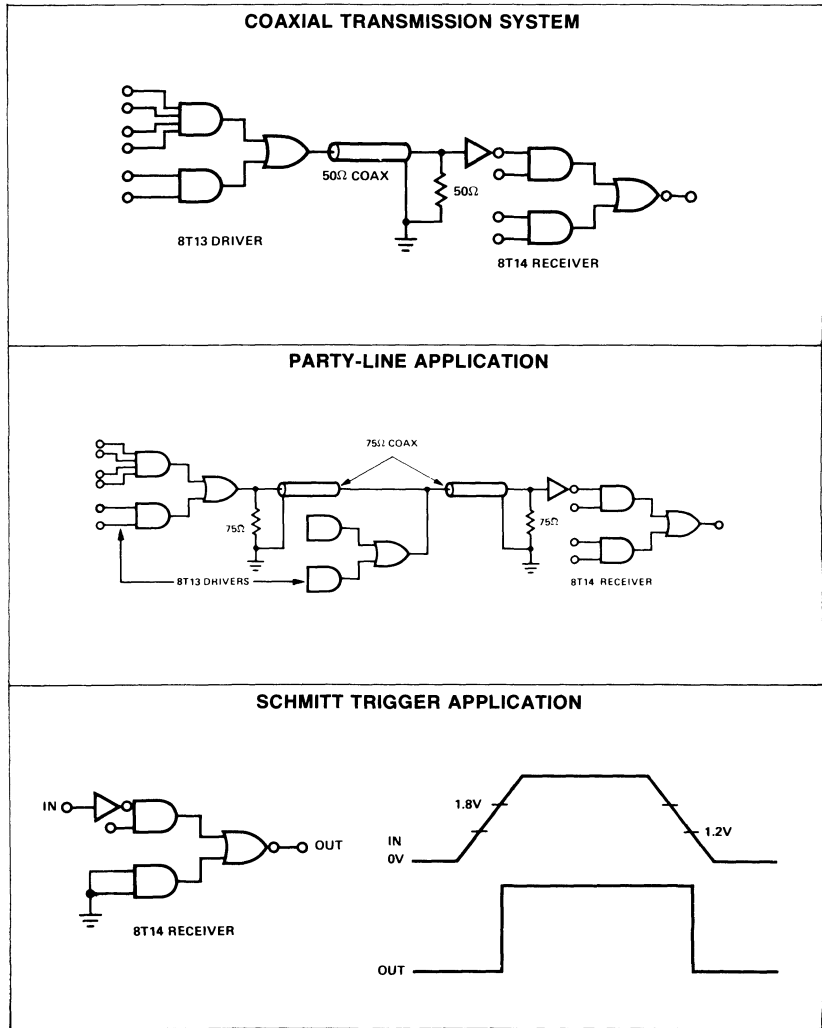 COAXIAL TRANSMISSION SYSTEM
50Ω COAX
50Ω
8T13 DRIVER
8T14 RECEIVER
PARTY-LINE APPLICATION
75Ω COAX
75Ω
75Ω
8T13 DRIVERS
8T14 RECEIVER
SCHMITT TRIGGER APPLICATION
IN
OUT
8T14 RECEIVER
1.8V
1.2V
IN
0V
OUT